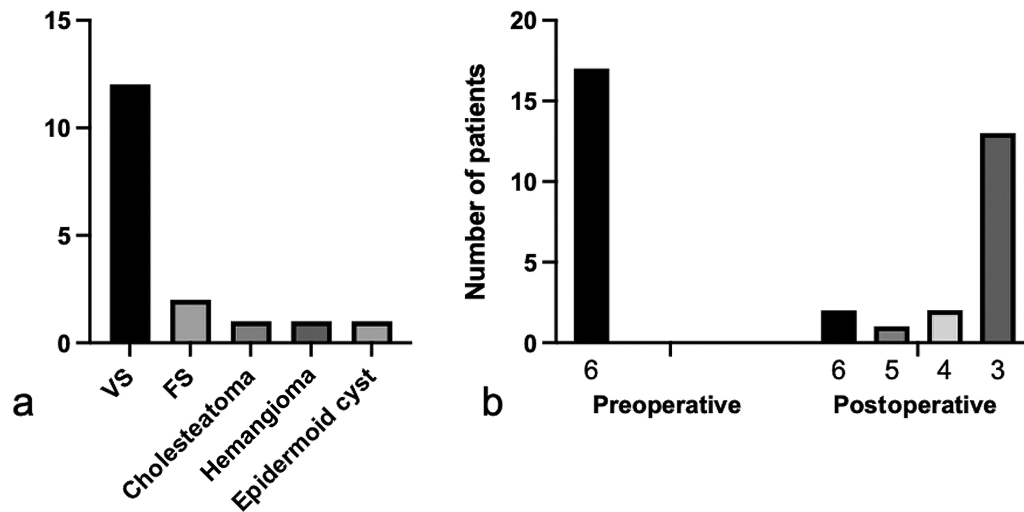 15
10
5
0
VS
FS
Cholesteatoma
Hemangioma
Epidermoid cyst
a
Number of patients
20
15
10
5
0
6
6 5 4 3
Preoperative
Postoperative
b